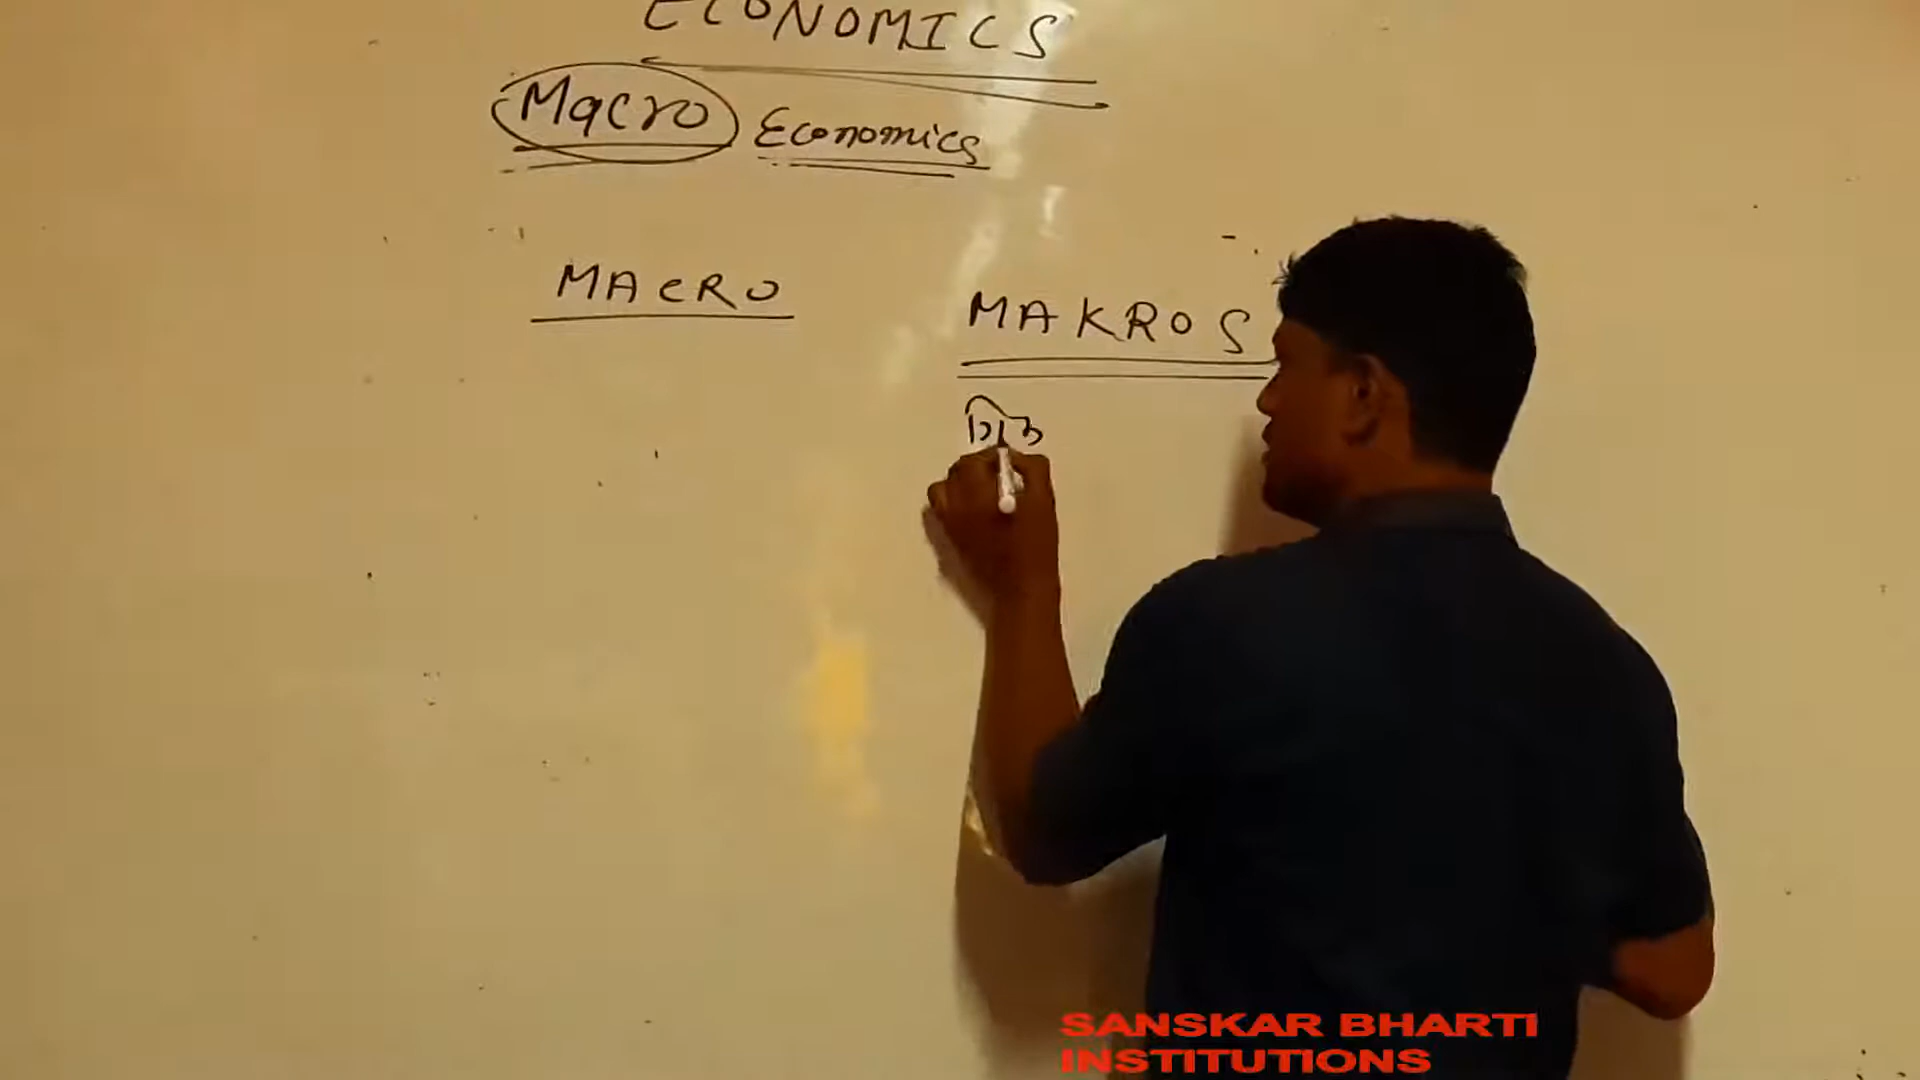 ECONOMICS
Macro Economics
MACRO
MAKROS
SANSKAR BHARTI
INSTITUTIONS